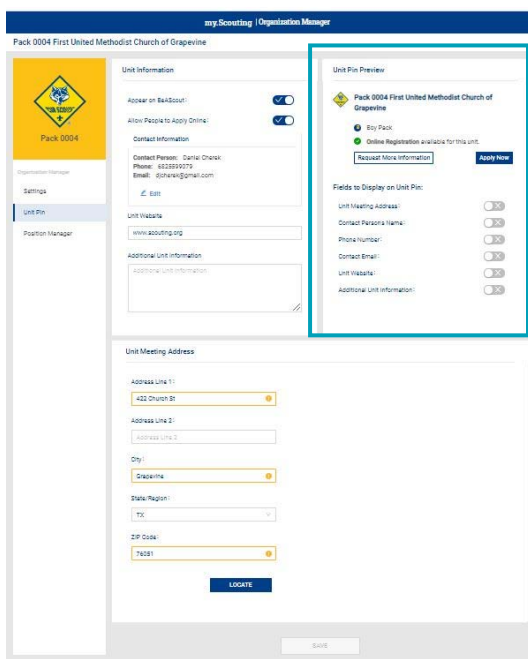 my.Scouting | Organization Manager
Pack 0004 First United Methodist Church of Grapevine
CUB SCOUTS
Pack 0004
Organization Manager
Settings
Unit Pin
Position Manager
Unit Information
Appear on BeAScout:
Allow People to Apply Online:
Contact Information
Contact Person: Daniel Cherek
Phone: 6825599079
Email: djcherek@gmail.com
Edit
Unit Website
www.scouting.org
Additional Unit Information
Additional Unit Information
Unit Pin Preview
Pack 0004 First United Methodist Church of
Grapevine
Boy Pack
Online Registration available for this unit.
Request More Information
Apply Now
Fields to Display on Unit Pin:
Unit Meeting Address:
Contact Persons Name:
Phone Number:
Contact Email:
Unit Website:
Additional Unit Information:
Unit Meeting Address
Address Line 1:
422 Church St
Address Line 2:
Address Line 2
City:
Grapevine
State/Region:
TX
ZIP Code:
76051
LOCATE
SAVE